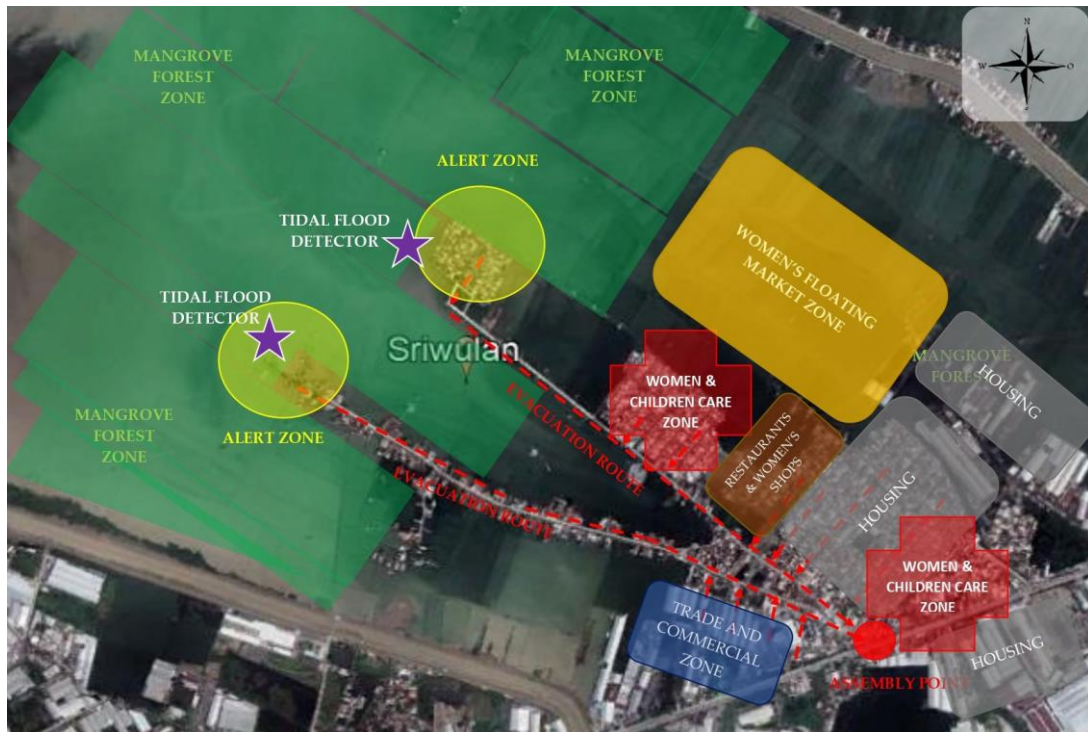 MANGROVE
FOREST
ZONE
MANGROVE
FOREST
ZONE
N
W
O
S
ALERT ZONE
TIDAL FLOOD
DETECTOR
WOMEN'S FLOATING
MARKET ZONE
TIDAL FLOOD
DETECTOR
Sriwulan
MANGROVE
FOREST
HOUSING
WOMEN &
CHILDREN CARE
ZONE
EVACUATION ROUTE
RESTAURANTS
& WOMEN'S
SHOPS
MANGROVE
FOREST
ZONE
ALERT ZONE
EVACUATION ROUTE
HOUSING
WOMEN &
CHILDREN CARE
ZONE
TRADE AND
COMMERCIAL
ZONE
HOUSING
ASSEMBLY POINT